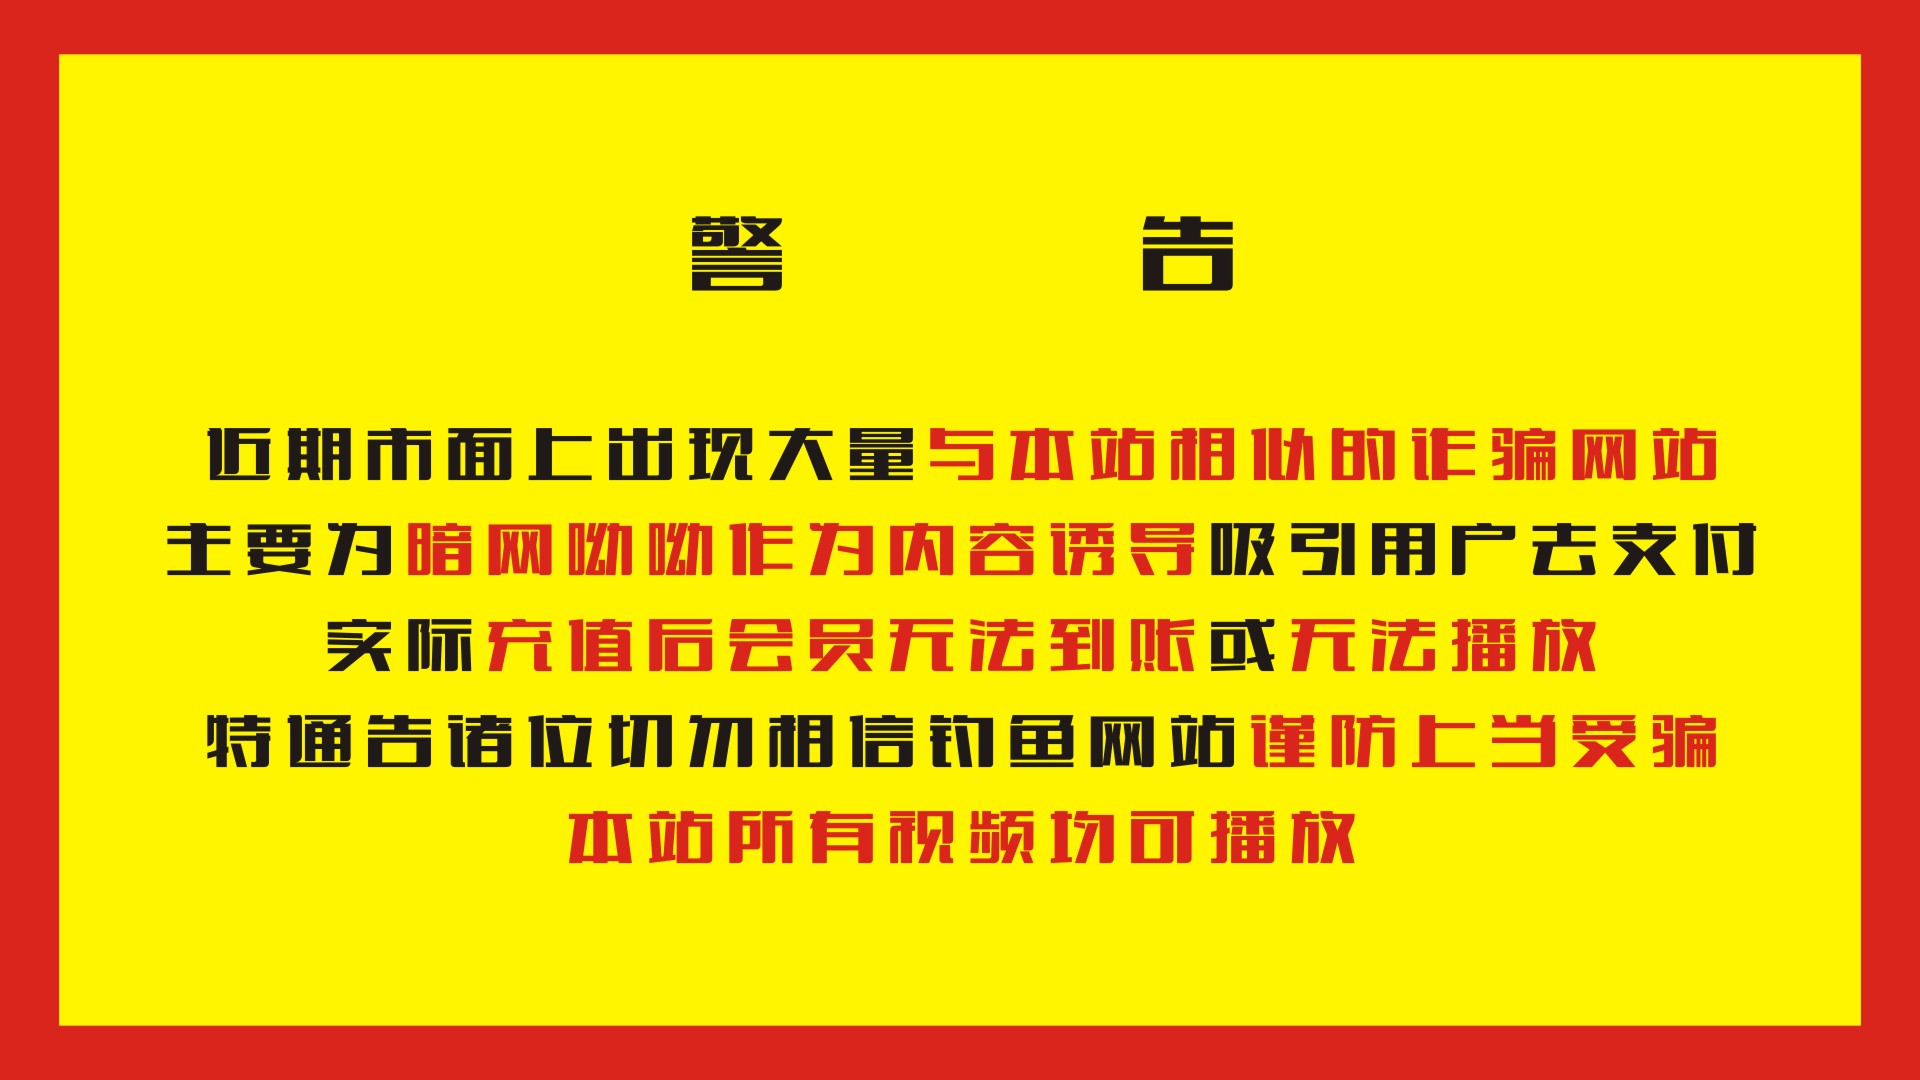 警告
近期市面上出现大量与本站相似的诈骗网站
主要为暗网呦呦作为内容诱导吸引用户去支付
实际充值后会员无法到账或无法播放
特通告诸位切勿相信钓鱼网站谨防上当受骗
本站所有视频均可播放